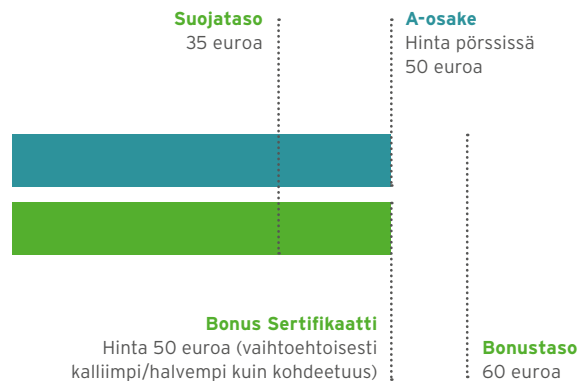 Suojataso
35 euroa
A-osake
Hinta pörssissä
50 euroa
Bonus Sertifikaatti
Hinta 50 euroa (vaihtoehtoisesti
kalliimpi/halvempi kuin kohdeetuus)
Bonustaso
60 euroa